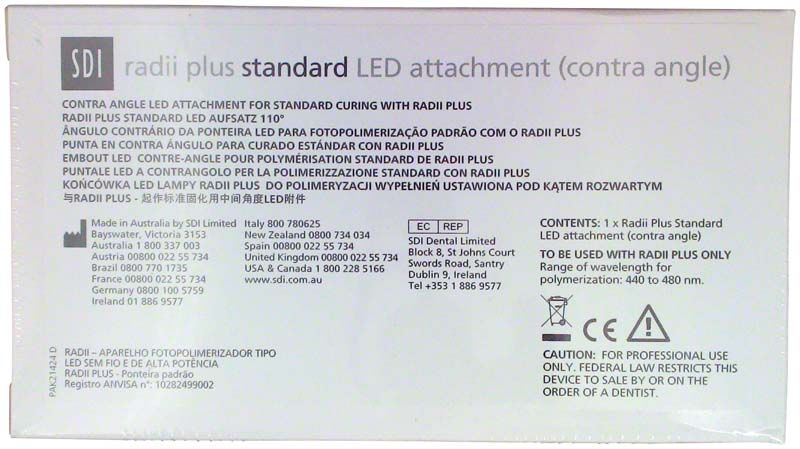 SDI radii plus standard LED attachment (contra angle)
CONTRA ANGLE LED ATTACHMENT FOR STANDARD CURING WITH RADII PLUS
RADII PLUS STANDARD LED AUFSATZ 110°
ÂNGULO CONTRÁRIO DA PONTEIRA LED PARA FOTOPOLIMERIZAÇÃO PADRÃO COM O RADII PLUS
PUNTA EN CONTRA ÁNGULO PARA CURADO ESTÁNDAR CON RADII PLUS
EMBOUT LED CONTRE-ANGLE POUR POLYMÉRISATION STANDARD DE RADII PLUS
PUNTALE LED A CONTRANGOLO PER LA POLIMERIZZAZIONE STANDARD CON RADII PLUS
KOŃCÓWKA LED LAMPY RADII PLUS DO POLIMERYZACJI WYPEŁNIEŃ USTAWIONA POD KĄTEM ROZWARTYM
与RADII PLUS - 起作标准固化用中间角度LED附件
Made in Australia by SDI Limited
Bayswater, Victoria 3153
Australia 1 800 337 003
Austria 00800 022 55 734
Brazil 0800 770 1735
France 00800 022 55 734
Germany 0800 100 5759
Ireland 01 886 9577
Italy 800 780625
New Zealand 0800 734 034
Spain 00800 022 55 734
United Kingdom 00800 022 55 734
USA & Canada 1 800 228 5166
www.sdi.com.au
EC REP
SDI Dental Limited
Block 8, St Johns Court
Swords Road, Santry
Dublin 9, Ireland
Tel +353 1 886 9577
CONTENTS: 1 x Radii Plus Standard
LED attachment (contra angle)
TO BE USED WITH RADII PLUS ONLY
Range of wavelength for
polymerization: 440 to 480 nm.
CE
CAUTION: FOR PROFESSIONAL USE
ONLY. FEDERAL LAW RESTRICTS THIS
DEVICE TO SALE BY OR ON THE
ORDER OF A DENTIST.
PAK21424 D
RADII – APARELHO FOTOPOLIMERIZADOR TIPO
LED SEM FIO E DE ALTA POTÊNCIA
RADII PLUS - Ponteira padrão
Registro ANVISA n°: 10282499002